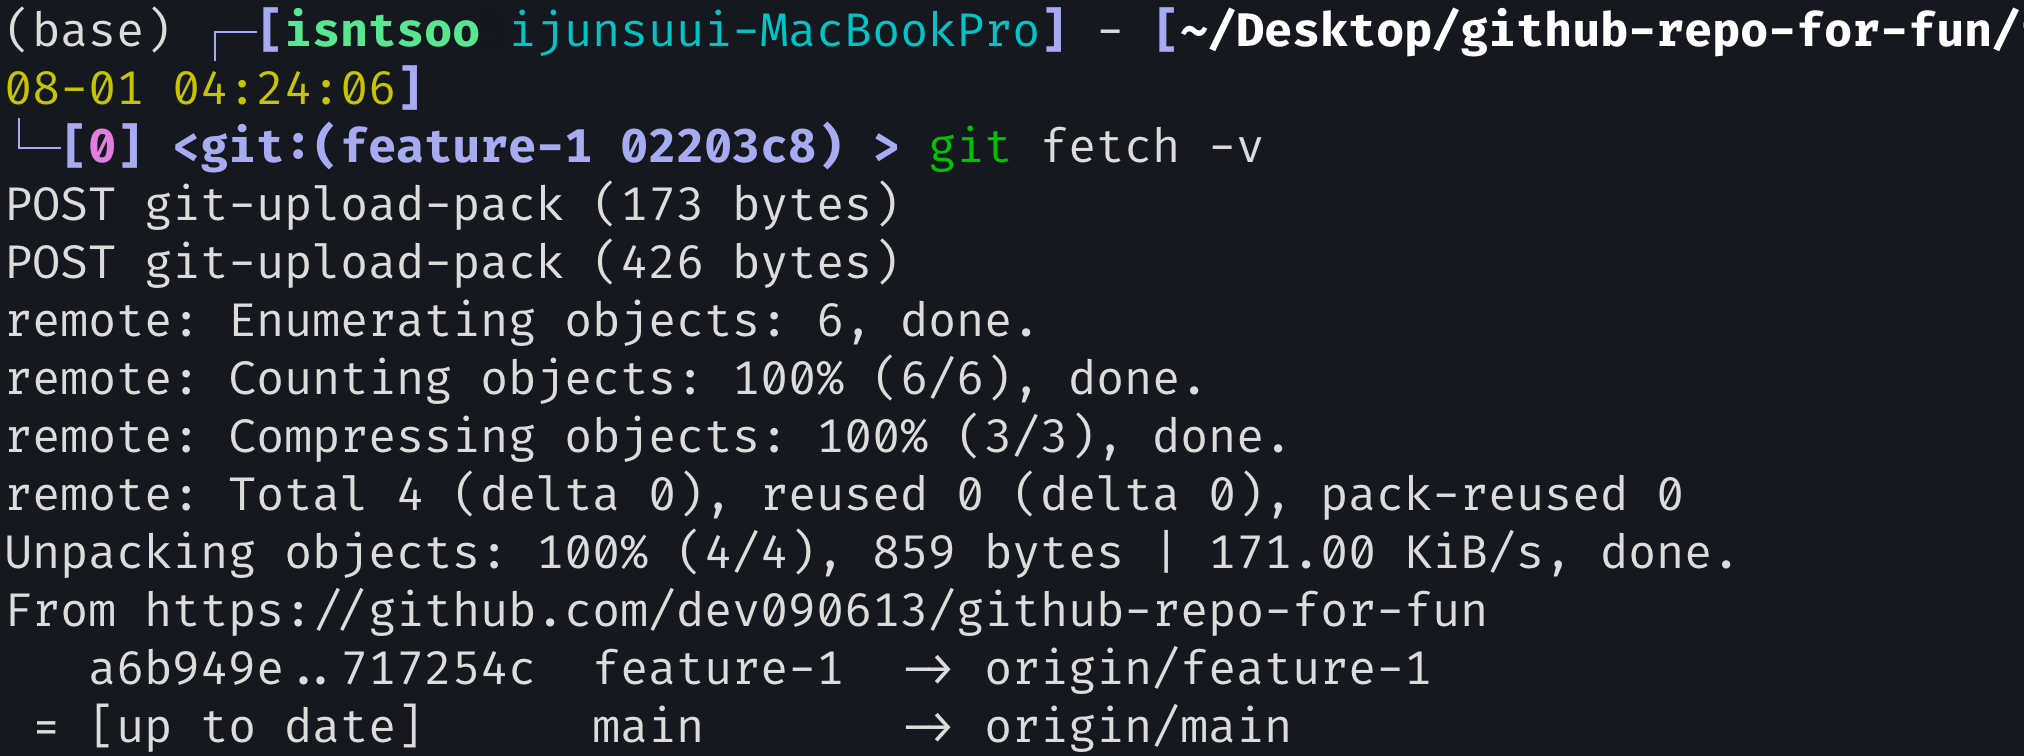 (base) ┌─[isntsoo ijunsuui-MacBookPro] - [~/Desktop/github-repo-for-fun/
08-01 04:24:06]
└─[0] <git:(feature-1 02203c8) > git fetch -v
POST git-upload-pack (173 bytes)
POST git-upload-pack (426 bytes)
remote: Enumerating objects: 6, done.
remote: Counting objects: 100% (6/6), done.
remote: Compressing objects: 100% (3/3), done.
remote: Total 4 (delta 0), reused 0 (delta 0), pack-reused 0
Unpacking objects: 100% (4/4), 859 bytes | 171.00 KiB/s, done.
From https://github.com/dev090613/github-repo-for-fun
   a6b949e..717254c  feature-1  -> origin/feature-1
 = [up to date]      main       -> origin/main